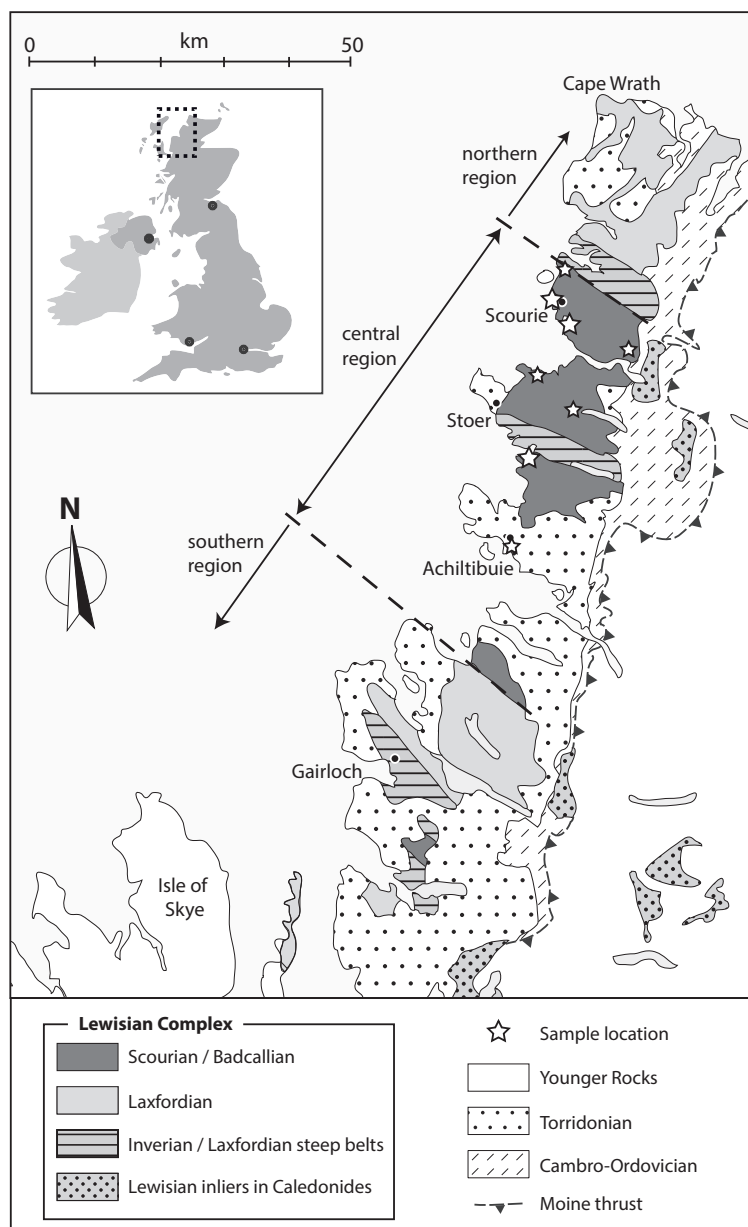 0
km
50
Cape Wrath
northern
region
Scourie
central
region
Stoer
N
southern
region
Achiltibuie
Gairloch
Isle of
Skye
Lewisian Complex
Scourian / Badcallian
Laxfordian
Inverian / Laxfordian steep belts
Lewisian inliers in Caledonides
Sample location
Younger Rocks
Torridonian
Cambro-Ordovician
Moine thrust